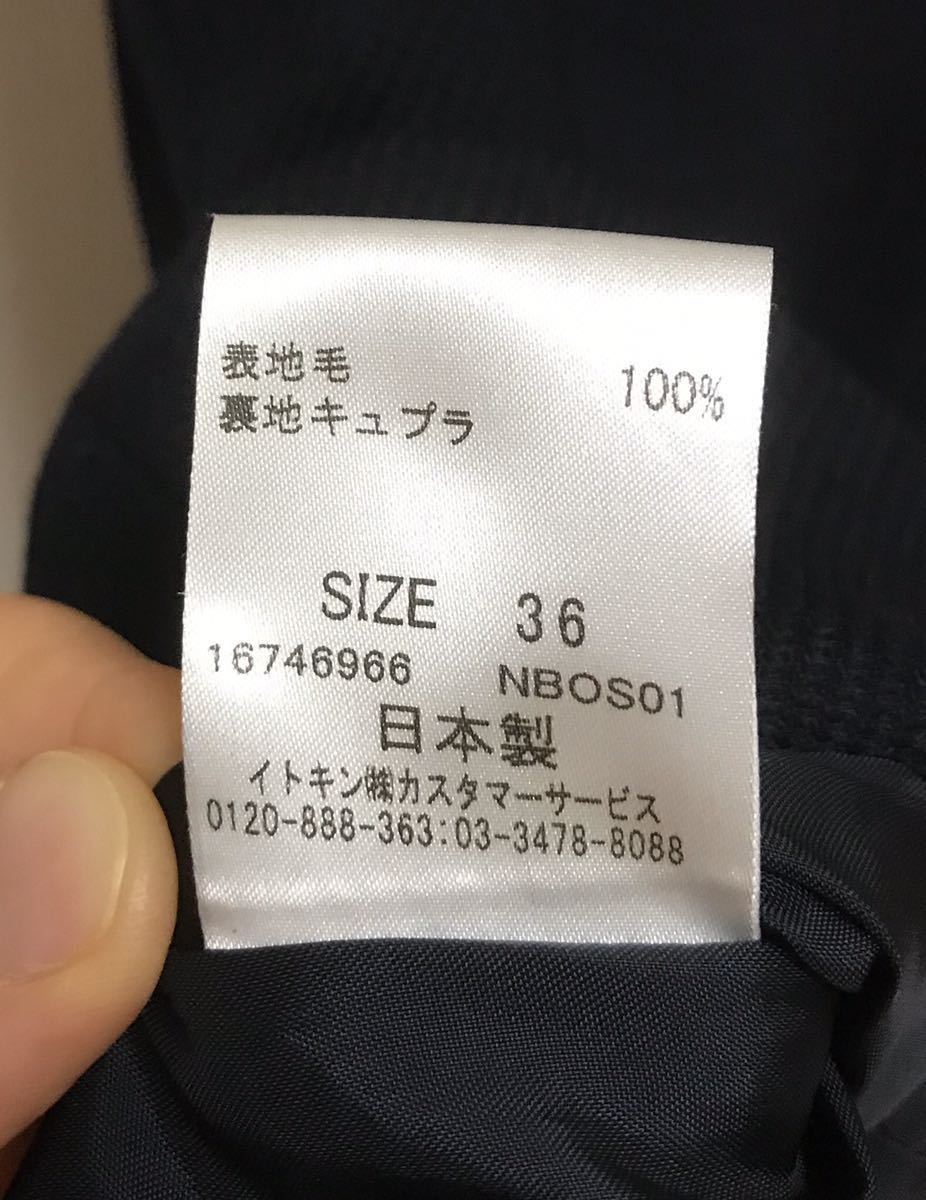 表地毛 100%
裏地キュプラ
SIZE 36
16746966 NBOS01
日本製
イトキン㈱カスタマーサービス
0120-888-363:03-3478-8088